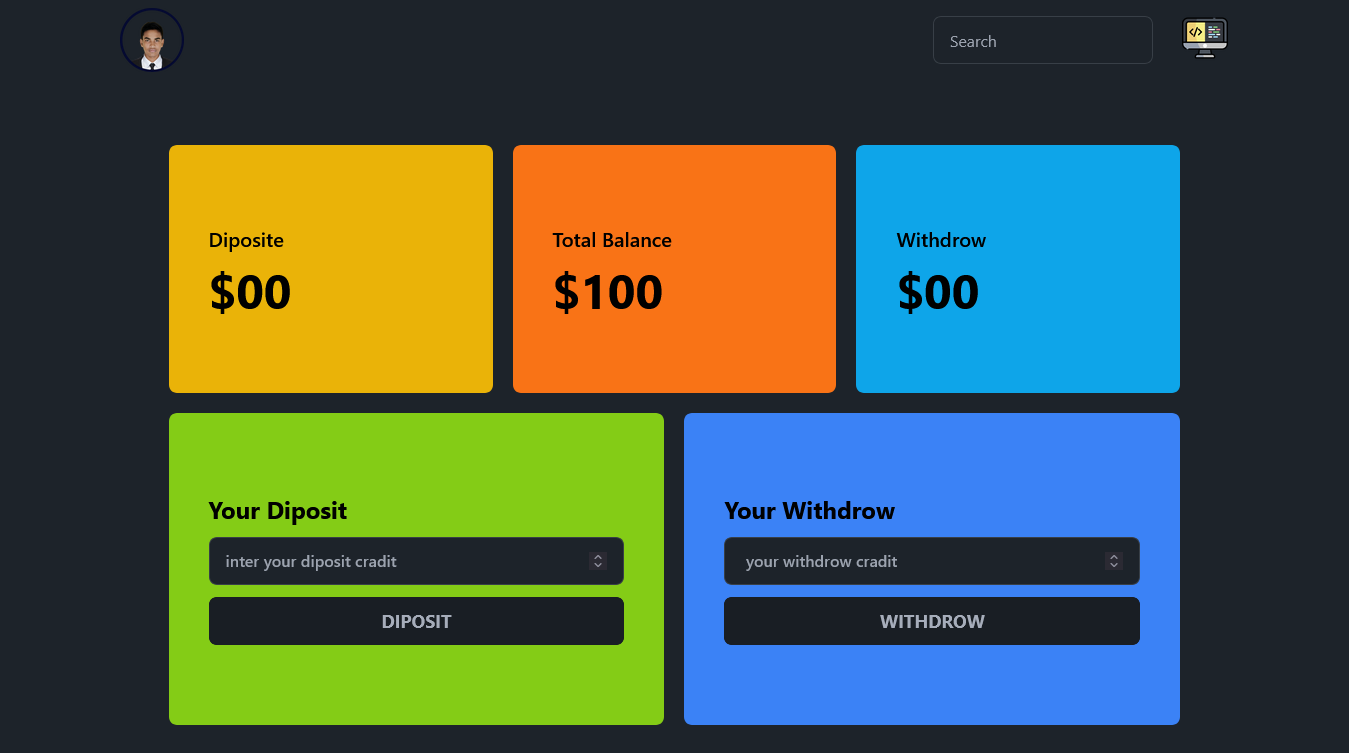 Search
Diposite
$00
Total Balance
$100
Withdrow
$00
Your Diposit
inter your diposit cradit
DIPOSIT
Your Withdrow
your withdrow cradit
WITHDROW